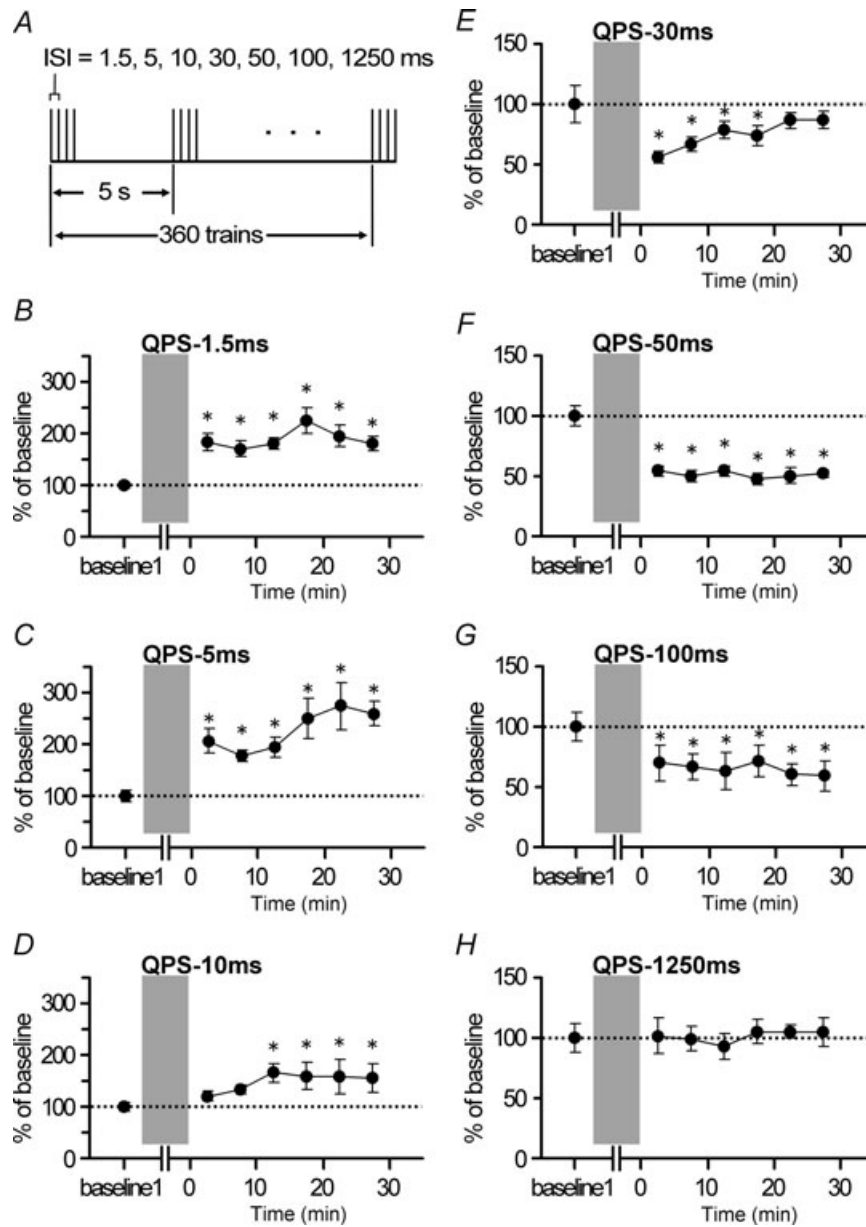 A
ISI = 1.5, 5, 10, 30, 50, 100, 1250 ms
. . .
5 s
360 trains
B
QPS-1.5ms
% of baseline
300
200
100
0
* * * * * *
baseline1 0 10 20 30
Time (min)
C
QPS-5ms
% of baseline
300
200
100
0
* * * * * *
baseline1 0 10 20 30
Time (min)
D
QPS-10ms
% of baseline
300
200
100
0
* * * *
baseline1 0 10 20 30
Time (min)
E
QPS-30ms
% of baseline
150
100
50
0
* * * *
baseline1 0 10 20 30
Time (min)
F
QPS-50ms
% of baseline
150
100
50
0
* * * * * *
baseline1 0 10 20 30
Time (min)
G
QPS-100ms
% of baseline
150
100
50
0
* * * * * *
baseline1 0 10 20 30
Time (min)
H
QPS-1250ms
% of baseline
150
100
50
0
baseline1 0 10 20 30
Time (min)